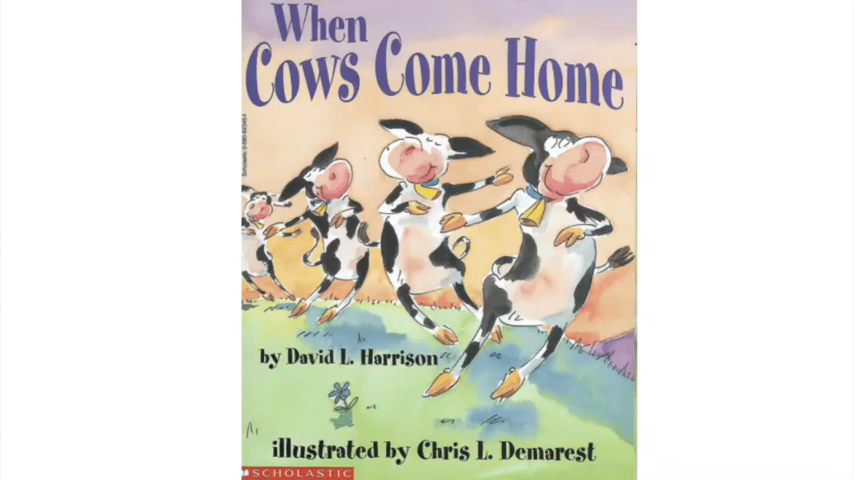 When
Cows Come Home
by David L. Harrison
illustrated by Chris L. Demarest
SCHOLASTIC